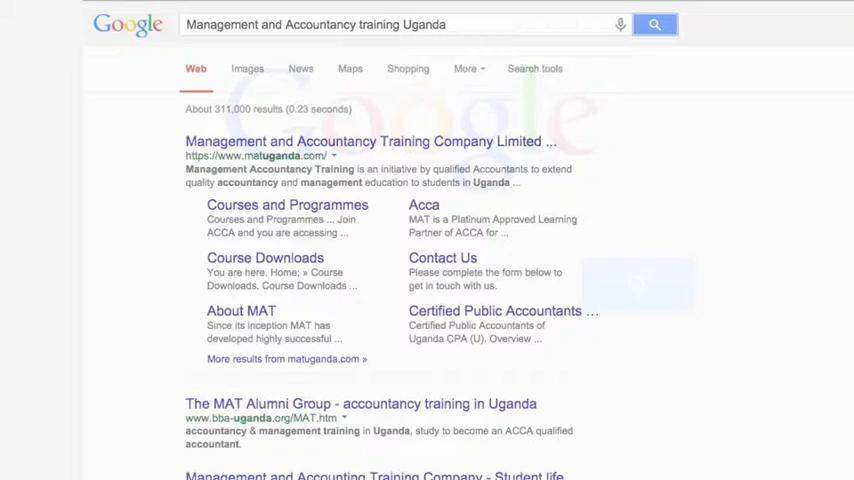 Google Management and Accountancy training Uganda
Web Images News Maps Shopping More Search tools
About 311,000 results (0.23 seconds)
Google
Management and Accountancy Training Company Limited ...
https://www.matuganda.com/
Management Accountancy Training is an initiative by qualified Accountants to extend
quality accountancy and management education to students in Uganda ...
Courses and Programmes
Courses and Programmes ... Join
ACCA and you are accessing ...
Acca
MAT is a Platinum Approved Learning
Partner of ACCA for ...
Course Downloads
You are here. Home; » Course
Downloads. Course Downloads ...
Contact Us
Please complete the form below to
get in touch with us.
About MAT
Since its inception MAT has
developed highly successful ...
Certified Public Accountants ...
Certified Public Accountants of
Uganda CPA (U). Overview ...
More results from matuganda.com »
The MAT Alumni Group - accountancy training in Uganda
www.bba-uganda.org/MAT.htm
accountancy & management training in Uganda, study to become an ACCA qualified
accountant.
Management and Accounting Training Company - Student life